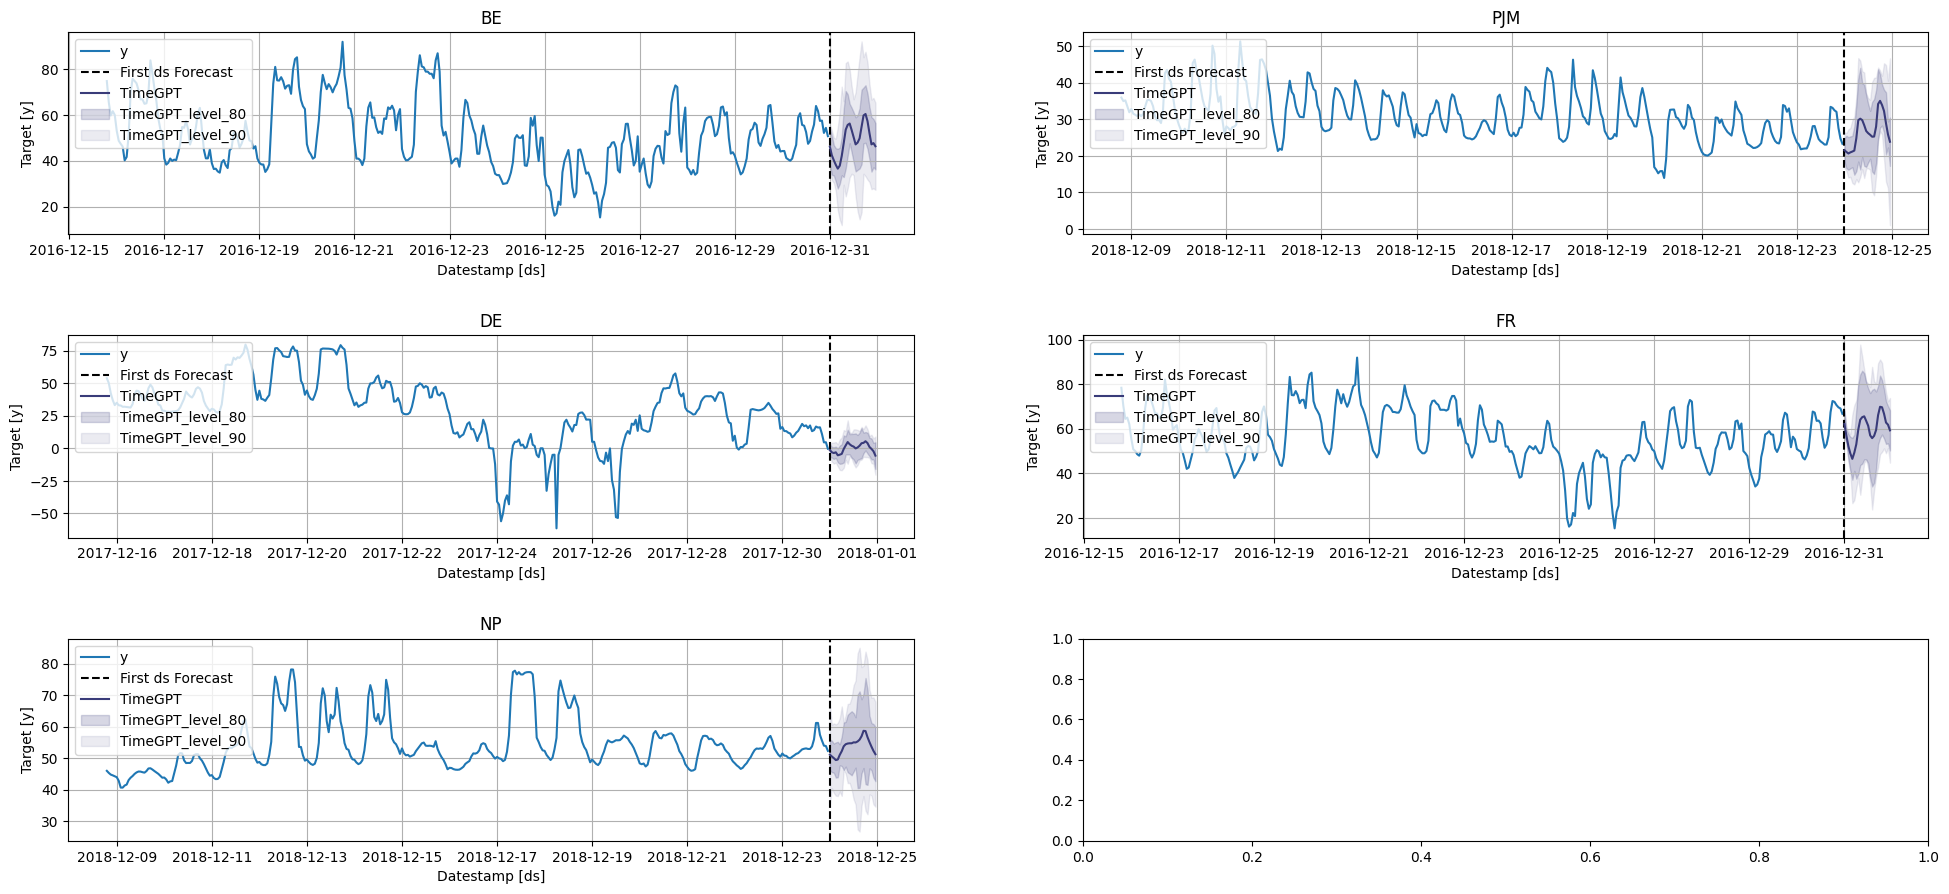 BE
Target [y]
80
60
40
20
y
First ds Forecast
TimeGPT
TimeGPT_level_80
TimeGPT_level_90
2016-12-15 2016-12-17 2016-12-19 2016-12-21 2016-12-23 2016-12-25 2016-12-27 2016-12-29 2016-12-31
Datestamp [ds]
PJM
Target [y]
50
40
30
20
10
0
y
First ds Forecast
TimeGPT
TimeGPT_level_80
TimeGPT_level_90
2018-12-09 2018-12-11 2018-12-13 2018-12-15 2018-12-17 2018-12-19 2018-12-21 2018-12-23 2018-12-25
Datestamp [ds]
DE
Target [y]
75
50
25
0
−25
−50
y
First ds Forecast
TimeGPT
TimeGPT_level_80
TimeGPT_level_90
2017-12-16 2017-12-18 2017-12-20 2017-12-22 2017-12-24 2017-12-26 2017-12-28 2017-12-30 2018-01-01
Datestamp [ds]
FR
Target [y]
100
80
60
40
20
y
First ds Forecast
TimeGPT
TimeGPT_level_80
TimeGPT_level_90
2016-12-15 2016-12-17 2016-12-19 2016-12-21 2016-12-23 2016-12-25 2016-12-27 2016-12-29 2016-12-31
Datestamp [ds]
NP
Target [y]
80
70
60
50
40
30
y
First ds Forecast
TimeGPT
TimeGPT_level_80
TimeGPT_level_90
2018-12-09 2018-12-11 2018-12-13 2018-12-15 2018-12-17 2018-12-19 2018-12-21 2018-12-23 2018-12-25
Datestamp [ds]
1.0
0.8
0.6
0.4
0.2
0.0
0.0 0.2 0.4 0.6 0.8 1.0